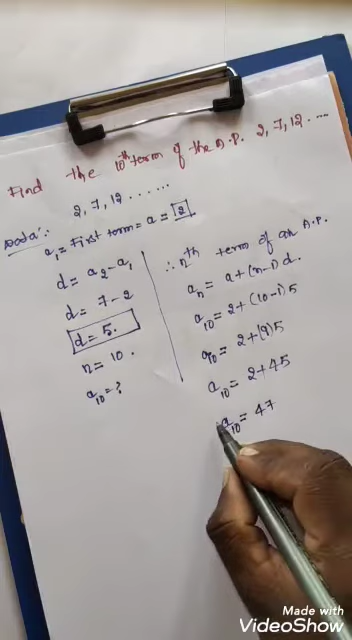 Find the 10th term of the A.P. 2, 7, 12 ....
2, 7, 12 ......
Data:
a₁ = First term = a = 2
d = a₂ - a₁
d = 7 - 2
d = 5.
n = 10.
a₁₀ = ?
∴ nth term of an A.P.
aₙ = a + (n-1) d.
a₁₀ = 2 + (10-1) 5
a₁₀ = 2 + (9) 5
a₁₀ = 2 + 45
∴ a₁₀ = 47
Made with
VideoShow